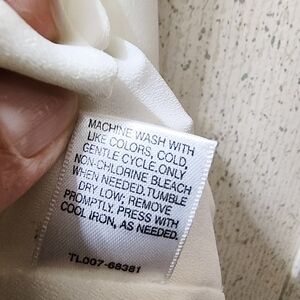 MACHINE WASH WITH
LIKE COLORS, COLD,
GENTLE CYCLE. ONLY
NON-CHLORINE BLEACH
WHEN NEEDED. TUMBLE
DRY LOW; REMOVE
PROMPTLY. PRESS WITH
COOL IRON, AS NEEDED.
TL007-68381